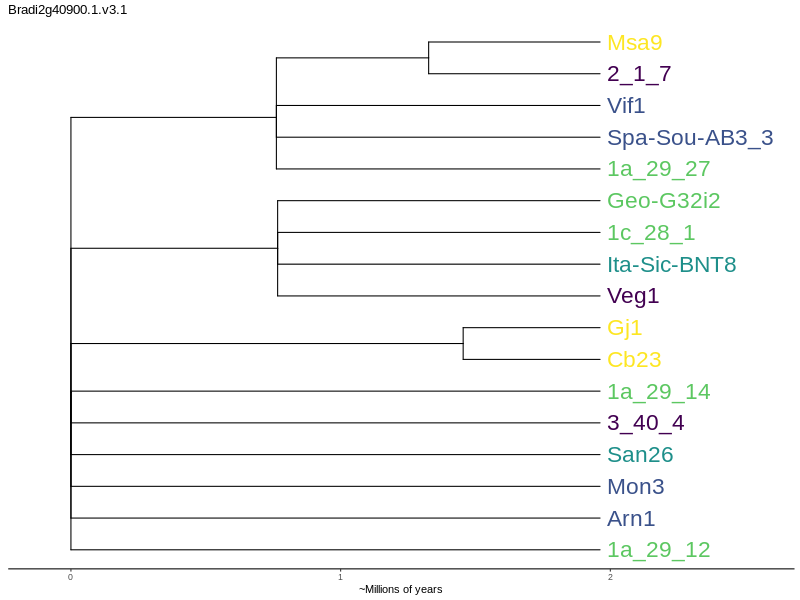 Bradi2g40900.1.v3.1
Msa9
2_1_7
Vif1
Spa-Sou-AB3_3
1a_29_27
Geo-G32i2
1c_28_1
Ita-Sic-BNT8
Veg1
Gj1
Cb23
1a_29_14
3_40_4
San26
Mon3
Arn1
1a_29_12
0 1 2
~Millions of years